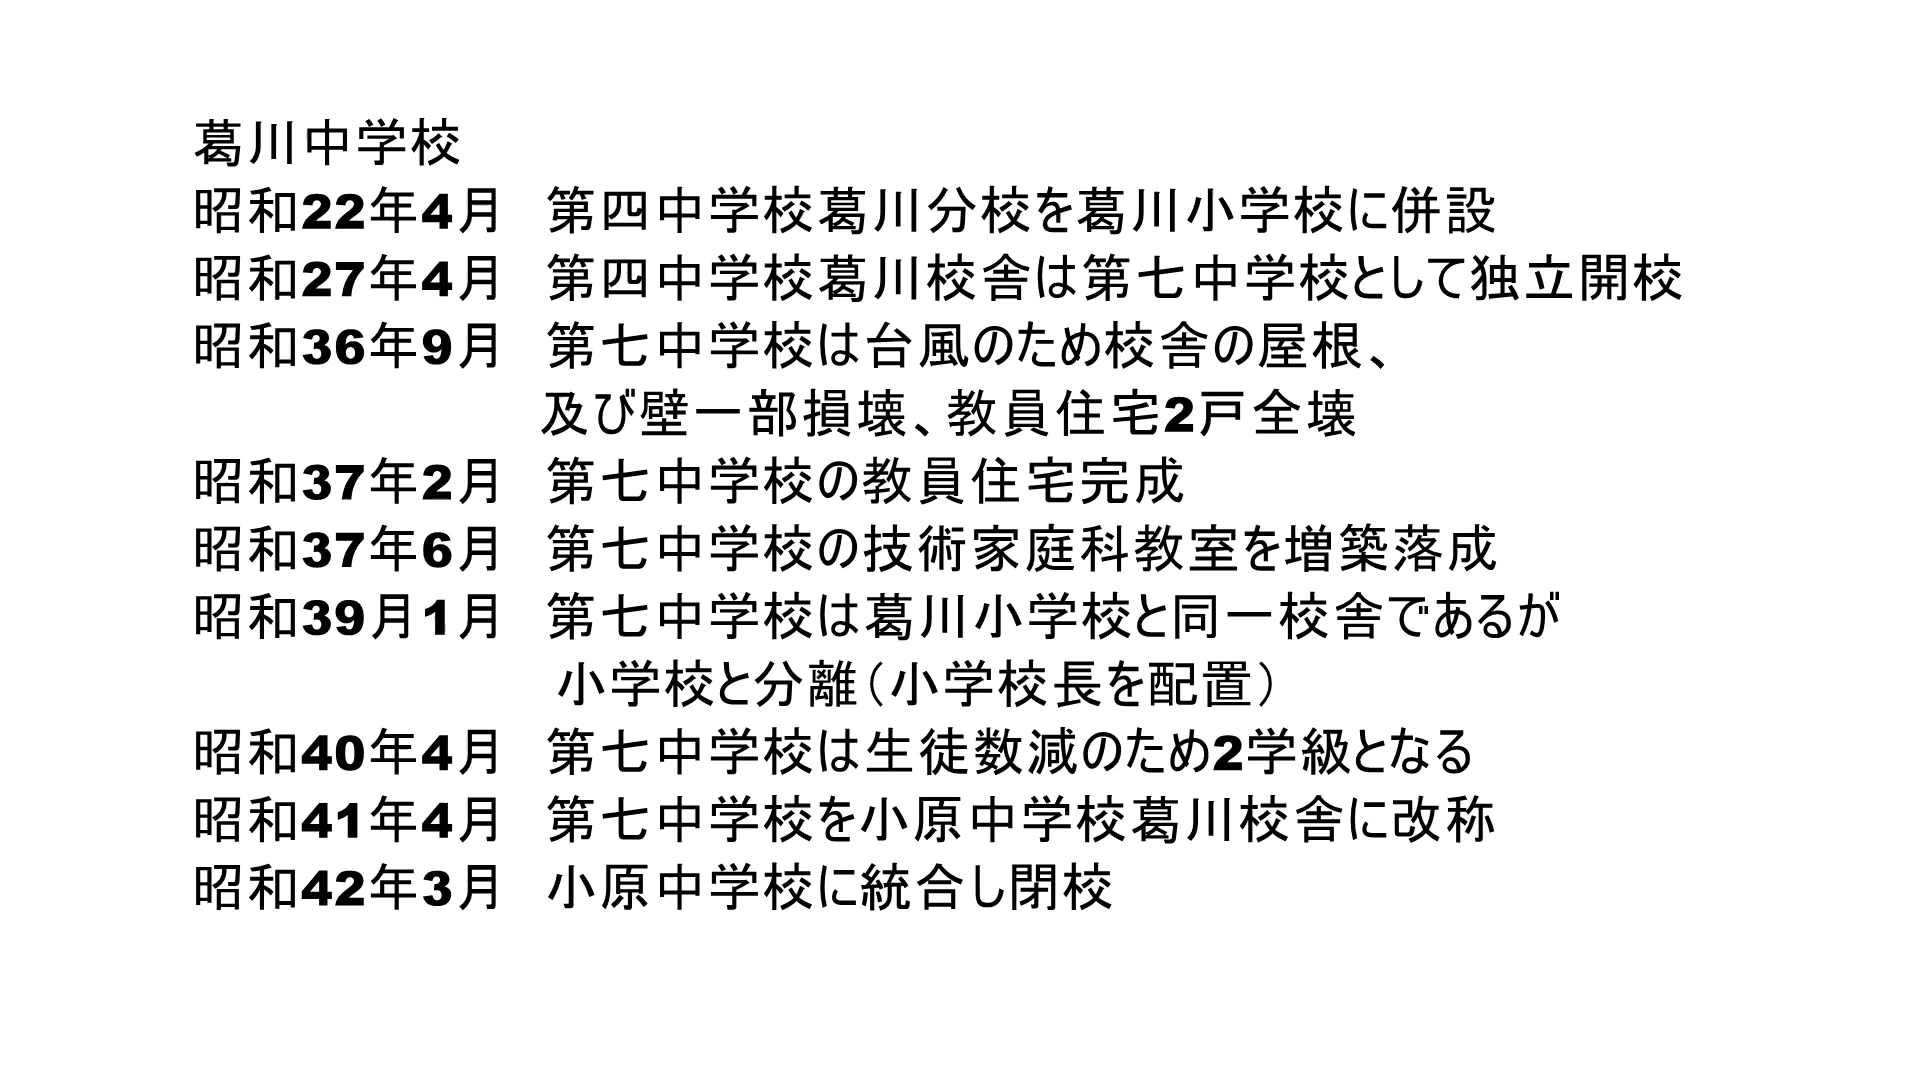 葛川中学校
昭和22年4月　第四中学校葛川分校を葛川小学校に併設
昭和27年4月　第四中学校葛川校舎は第七中学校として独立開校
昭和36年9月　第七中学校は台風のため校舎の屋根、
及び壁一部損壊、教員住宅2戸全壊
昭和37年2月　第七中学校の教員住宅完成
昭和37年6月　第七中学校の技術家庭科教室を増築落成
昭和39月1月　第七中学校は葛川小学校と同一校舎であるが
小学校と分離（小学校長を配置）
昭和40年4月　第七中学校は生徒数減のため2学級となる
昭和41年4月　第七中学校を小原中学校葛川校舎に改称
昭和42年3月　小原中学校に統合し閉校